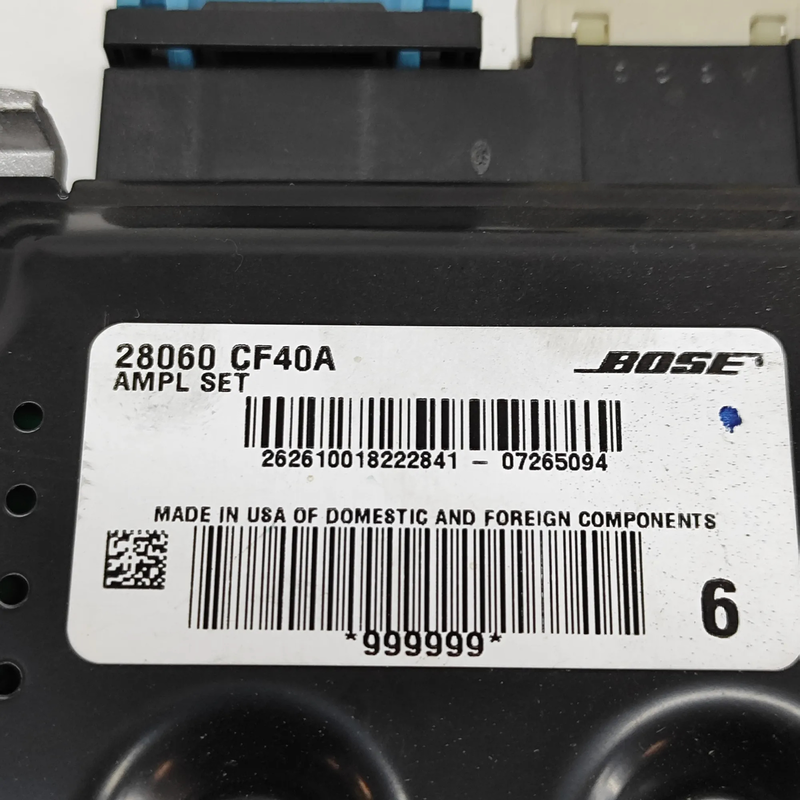 28060 CF40A
AMPL SET
BOSE
262610018222841 - 07265094
MADE IN USA OF DOMESTIC AND FOREIGN COMPONENTS
*999999*
6